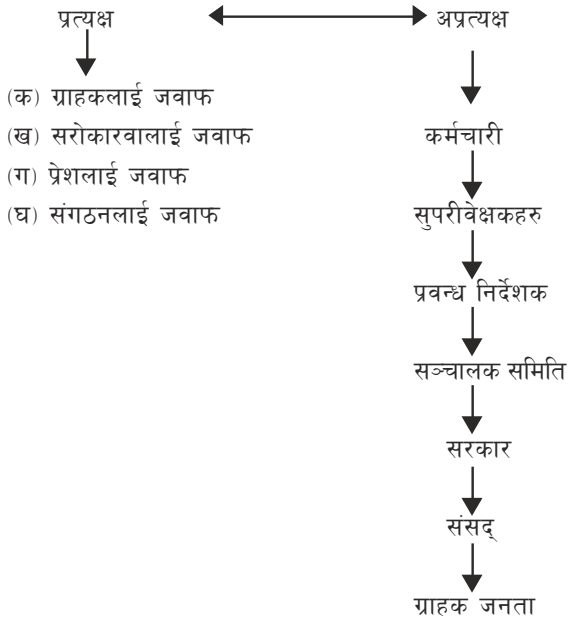 प्रत्यक्ष अप्रत्यक्ष
(क) ग्राहकलाई जवाफ
(ख) सरोकारवालाई जवाफ
(ग) प्रेशलाई जवाफ
(घ) संगठनलाई जवाफ
कर्मचारी
सुपरीवेक्षकहरु
प्रवन्ध निर्देशक
सञ्चालक समिति
सरकार
संसद्
ग्राहक जनता